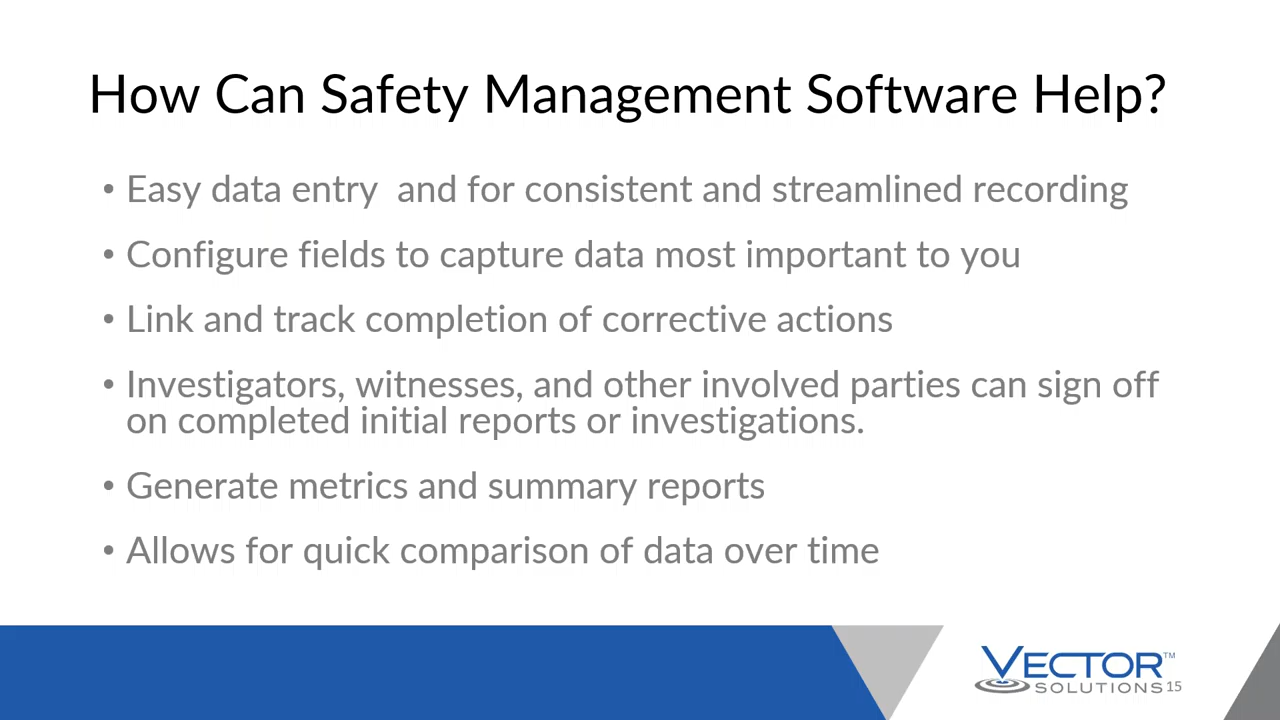 How Can Safety Management Software Help?
• Easy data entry  and for consistent and streamlined recording
• Configure fields to capture data most important to you
• Link and track completion of corrective actions
• Investigators, witnesses, and other involved parties can sign off
on completed initial reports or investigations.
• Generate metrics and summary reports
• Allows for quick comparison of data over time
VECTOR™
SOLUTIONS 15